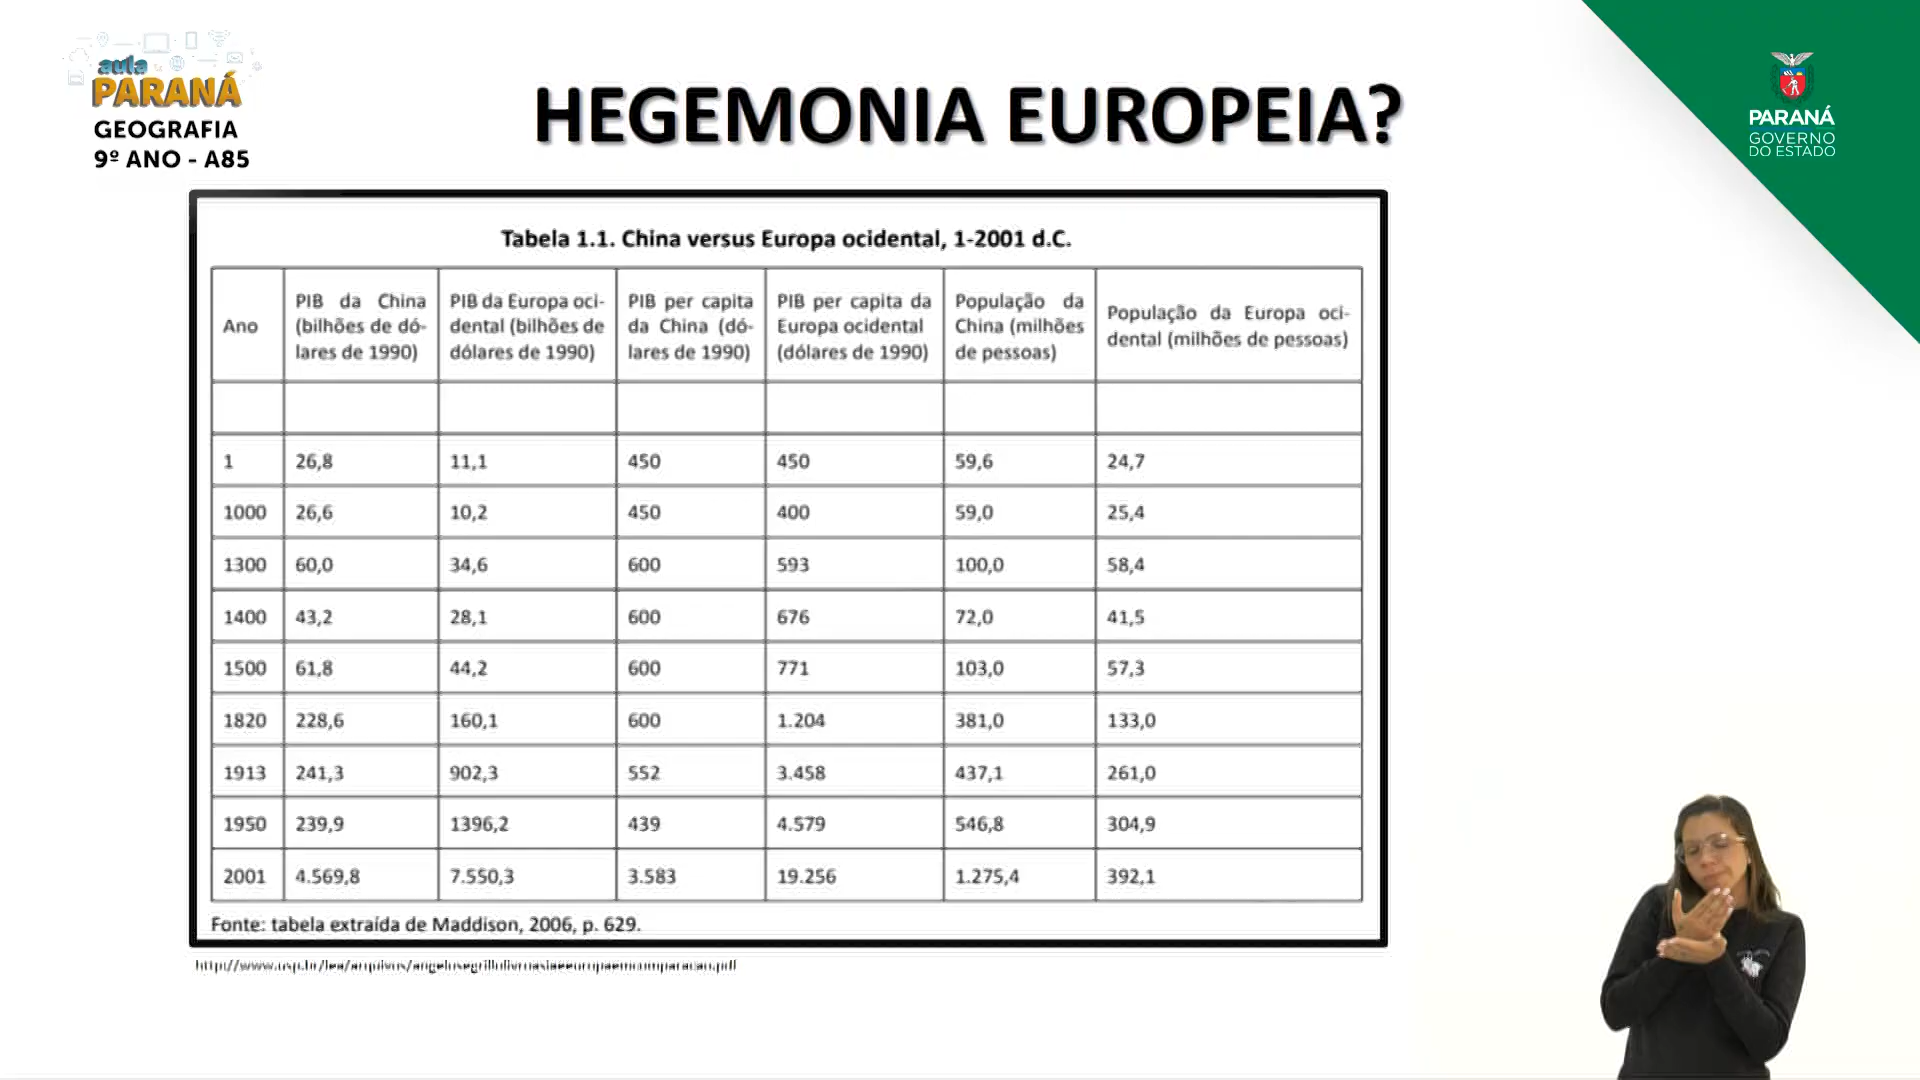 aula
PARANÁ
GEOGRAFIA
9º ANO - A85
HEGEMONIA EUROPEIA?
PARANÁ
GOVERNO
DO ESTADO
Tabela 1.1. China versus Europa ocidental, 1-2001 d.C.
Ano
PIB da China
(bilhões de dó-
lares de 1990)
PIB da Europa oci-
dental (bilhões de
dólares de 1990)
PIB per capita
da China (dó-
lares de 1990)
PIB per capita da
Europa ocidental
(dólares de 1990)
População da
China (milhões
de pessoas)
População da Europa oci-
dental (milhões de pessoas)
1 26,8 11,1 450 450 59,6 24,7
1000 26,6 10,2 450 400 59,0 25,4
1300 60,0 34,6 600 593 100,0 58,4
1400 43,2 28,1 600 676 72,0 41,5
1500 61,8 44,2 600 771 103,0 57,3
1820 228,6 160,1 600 1.204 381,0 133,0
1913 241,3 902,3 552 3.458 437,1 261,0
1950 239,9 1396,2 439 4.579 546,8 304,9
2001 4.569,8 7.550,3 3.583 19.256 1.275,4 392,1
Fonte: tabela extraída de Maddison, 2006, p. 629.